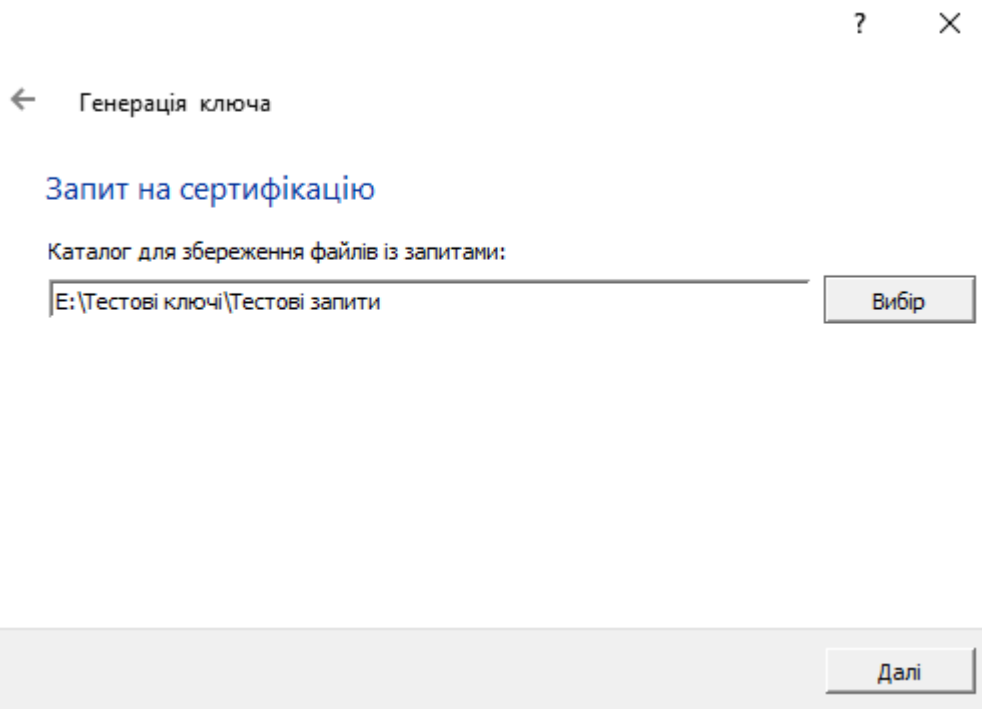 ?
Генерація ключа
Запит на сертифікацію
Каталог для збереження файлів із запитами:
E:\Тестові ключі\Тестові запити
Вибір
Далі